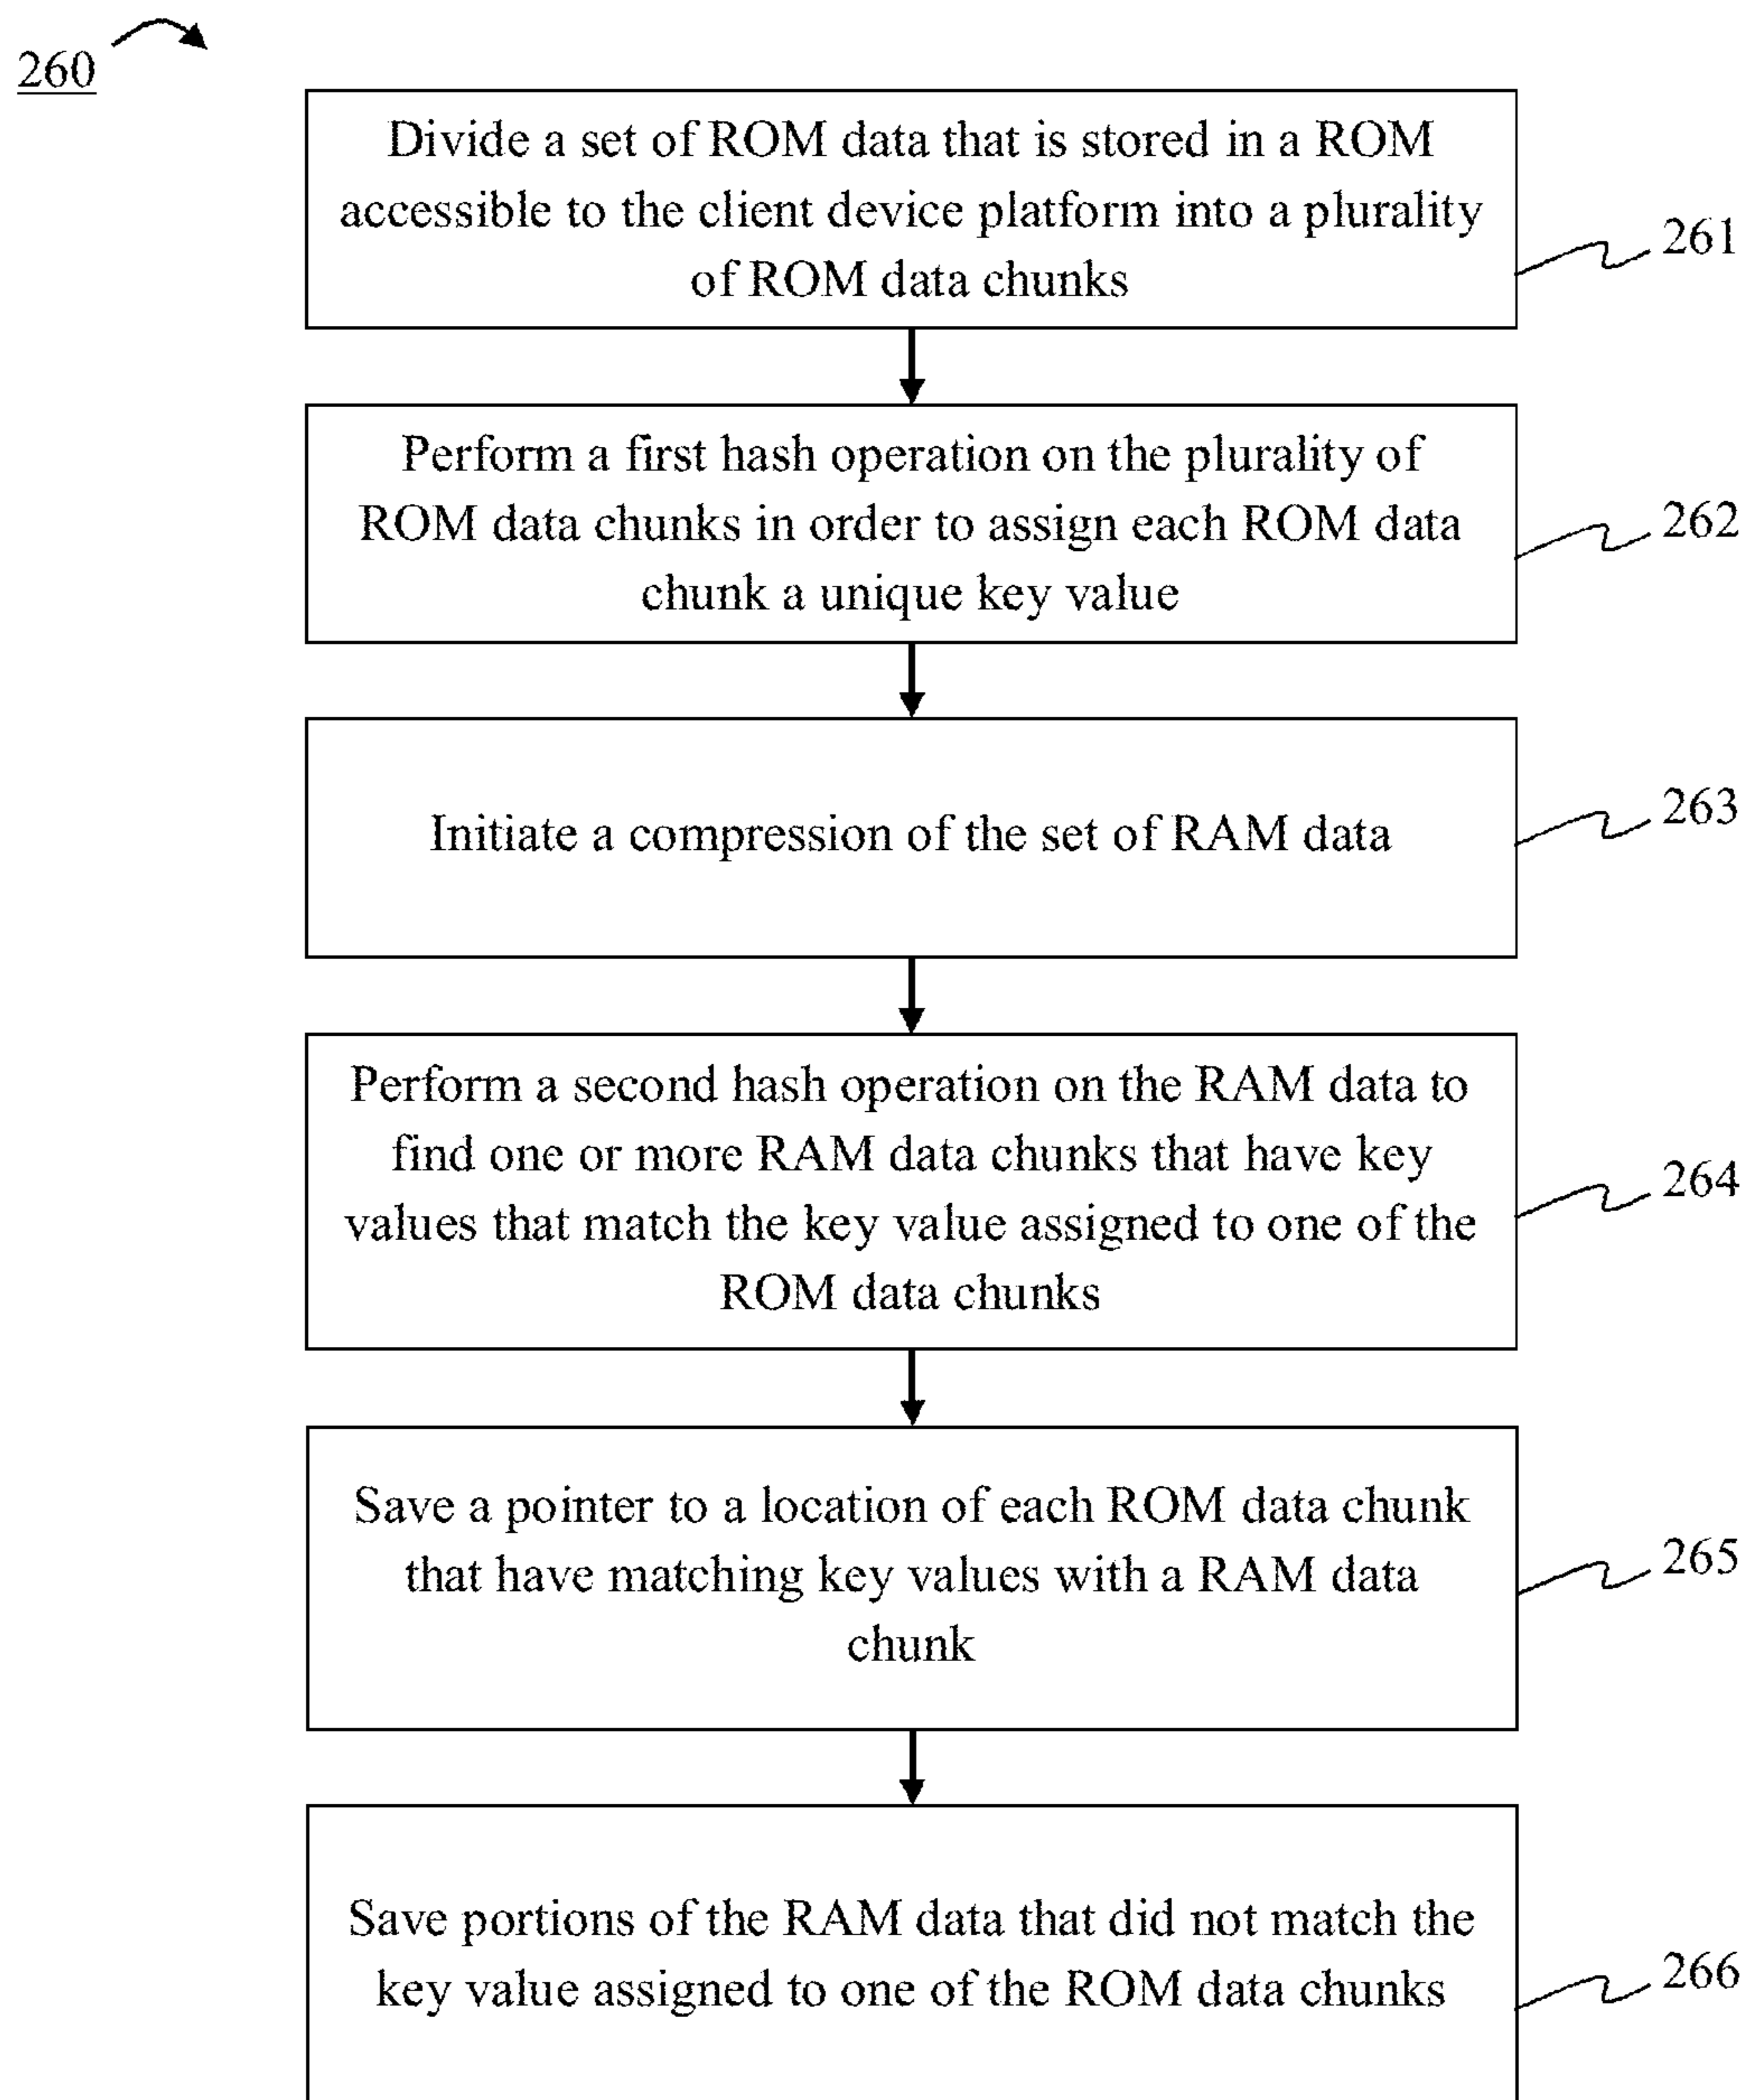 260
Divide a set of ROM data that is stored in a ROM
accessible to the client device platform into a plurality
of ROM data chunks
261
Perform a first hash operation on the plurality of
ROM data chunks in order to assign each ROM data
chunk a unique key value
262
Initiate a compression of the set of RAM data
263
Perform a second hash operation on the RAM data to
find one or more RAM data chunks that have key
values that match the key value assigned to one of the
ROM data chunks
264
Save a pointer to a location of each ROM data chunk
that have matching key values with a RAM data
chunk
265
Save portions of the RAM data that did not match the
key value assigned to one of the ROM data chunks
266